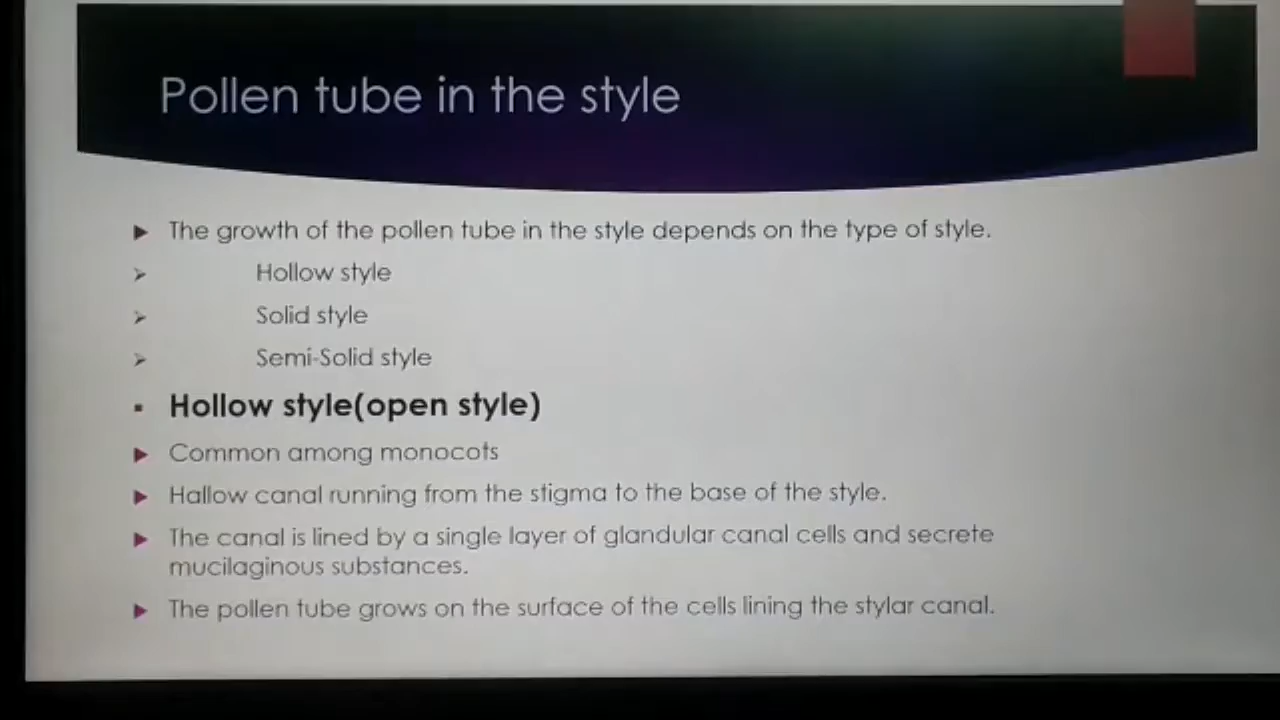 Pollen tube in the style
The growth of the pollen tube in the style depends on the type of style.
Hollow style
Solid style
Semi-Solid style
Hollow style(open style)
Common among monocots
Hallow canal running from the stigma to the base of the style.
The canal is lined by a single layer of glandular canal cells and secrete
mucilaginous substances.
The pollen tube grows on the surface of the cells lining the stylar canal.